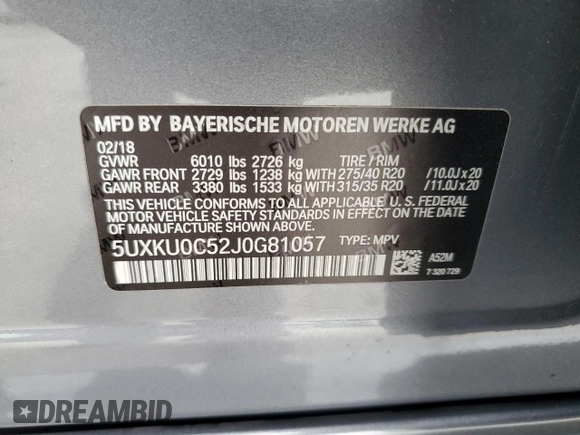 MFD BY BAYERISCHE MOTOREN WERKE AG
02/18
GVWR 6010 lbs 2726 kg TIRE / RIM
GAWR FRONT 2729 lbs 1238 kg WITH 275/40 R20 /10.0J x 20
GAWR REAR 3380 lbs 1533 kg WITH 315/35 R20 /11.0J x 20
THIS VEHICLE CONFORMS TO ALL APPLICABLE U. S. FEDERAL
MOTOR VEHICLE SAFETY STANDARDS IN EFFECT ON THE DATE
OF MANUFACTURE SHOWN ABOVE.
5UXKU0C52J0G81057 TYPE: MPV
A52M
7 320 729
DREAMBID